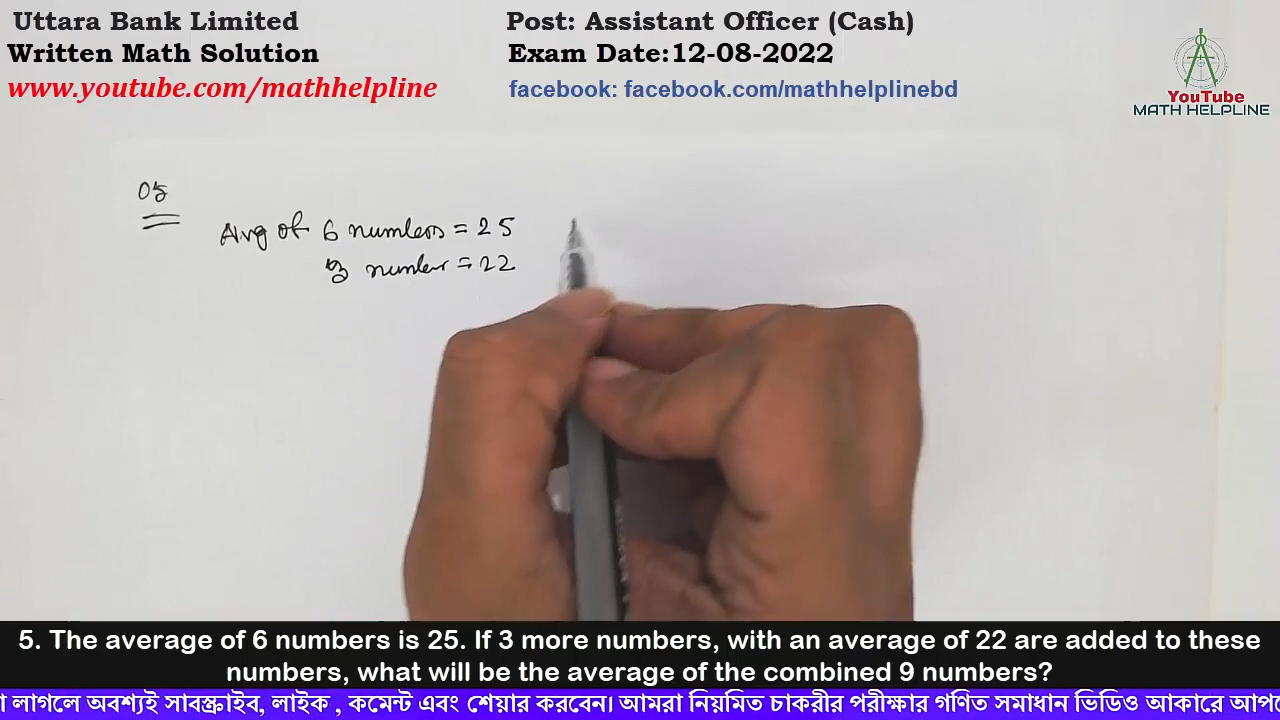 Uttara Bank Limited
Post: Assistant Officer (Cash)
Written Math Solution
Exam Date:12-08-2022
www.youtube.com/mathhelpline
facebook: facebook.com/mathhelplinebd
YouTube
MATH HELPLINE
05
Avg of 6 numbers = 25
3 number = 22
5. The average of 6 numbers is 25. If 3 more numbers, with an average of 22 are added to these
numbers, what will be the average of the combined 9 numbers?
লাগলে অবশ্যই সাবস্ক্রাইব, লাইক , কমেন্ট এবং শেয়ার করবেন। আমরা নিয়মিত চাকরীর পরীক্ষার গণিত সমাধান ভিডিও আকারে